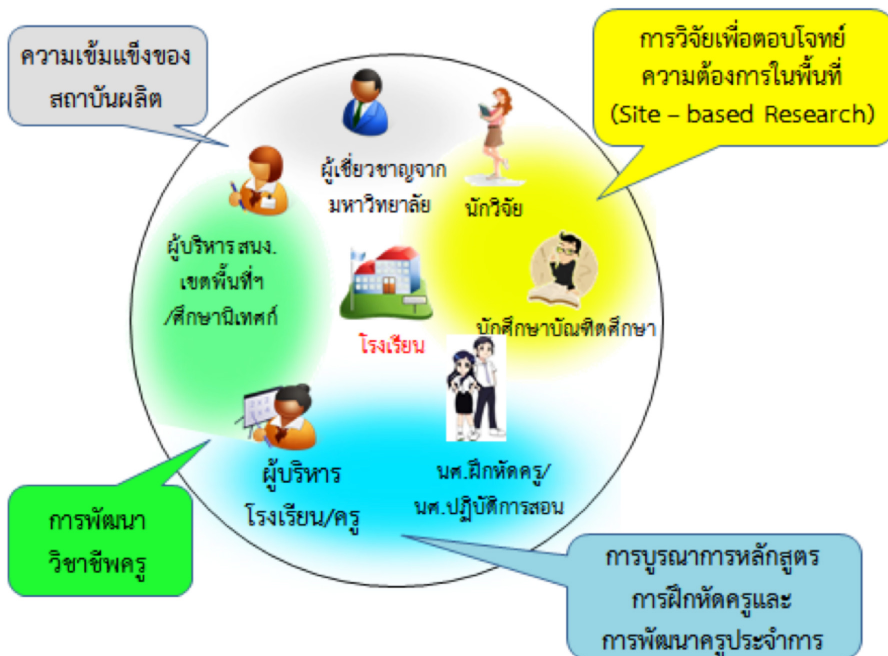 ความเข้มแข็งของ
สถาบันผลิต
การวิจัยเพื่อตอบโจทย์
ความต้องการในพื้นที่
(Site – based Research)
ผู้เชี่ยวชาญจาก
มหาวิทยาลัย
นักวิจัย
ผู้บริหาร สนง.
เขตพื้นที่ฯ
/ศึกษานิเทศก์
โรงเรียน
นักศึกษาบัณฑิตศึกษา
ผู้บริหาร
โรงเรียน/ครู
นศ.ฝึกหัดครู/
นศ.ปฏิบัติการสอน
การพัฒนา
วิชาชีพครู
การบูรณาการหลักสูตร
การฝึกหัดครูและ
การพัฒนาครูประจำการ